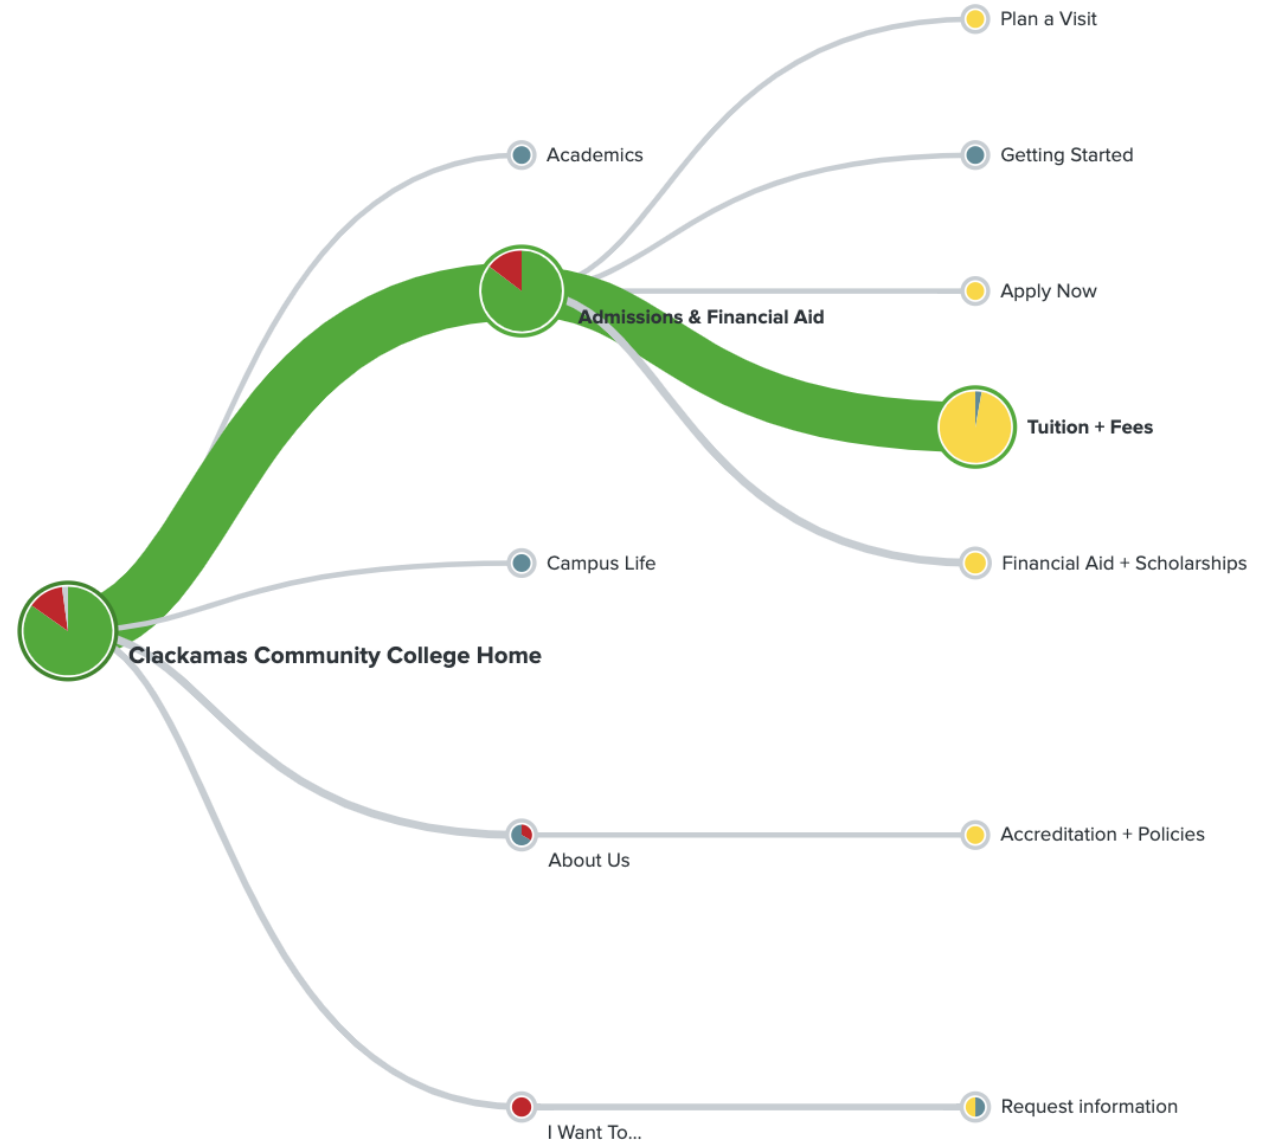 Plan a Visit
Academics
Getting Started
Apply Now
Admissions & Financial Aid
Tuition + Fees
Campus Life
Financial Aid + Scholarships
Clackamas Community College Home
Accreditation + Policies
About Us
Request information
I Want To...